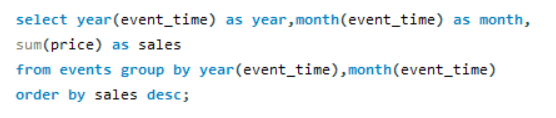 select year(event_time) as year,month(event_time) as month,
sum(price) as sales
from events group by year(event_time),month(event_time)
order by sales desc;